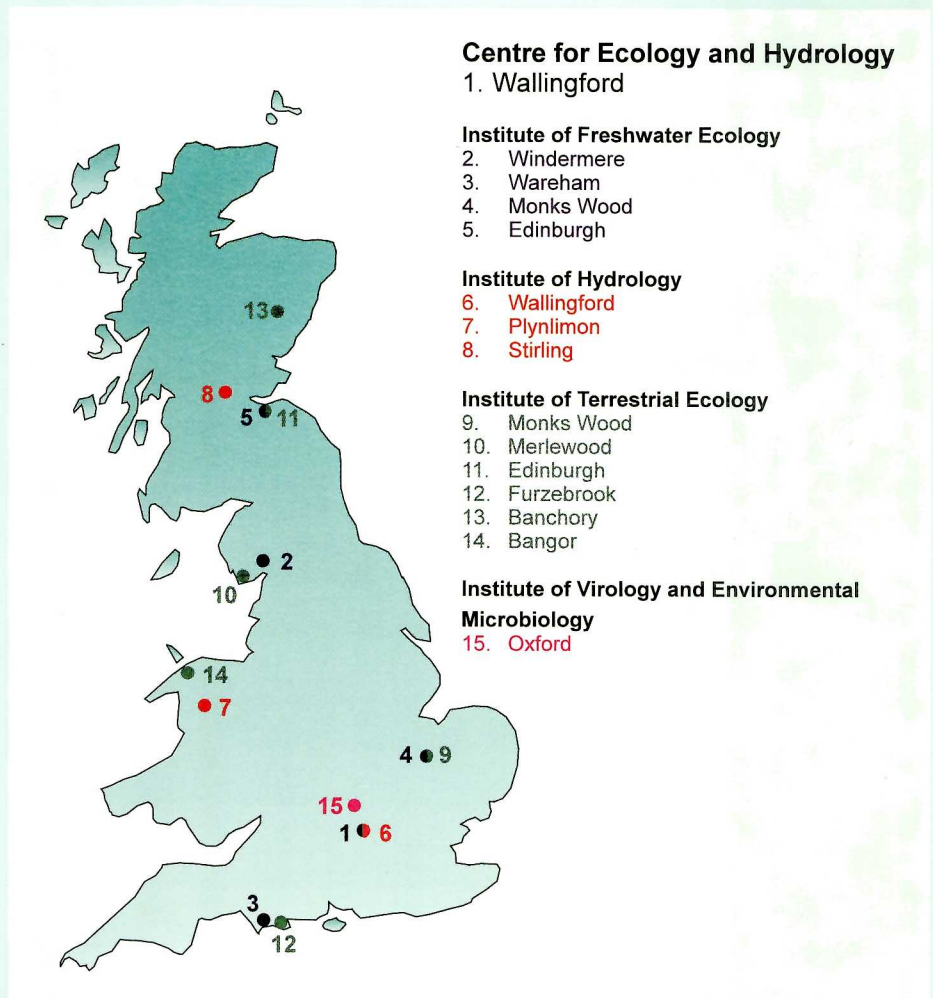 Centre for Ecology and Hydrology
1. Wallingford
Institute of Freshwater Ecology
2. Windermere
3. Wareham
4. Monks Wood
5. Edinburgh
Institute of Hydrology
6. Wallingford
7. Plynlimon
8. Stirling
Institute of Terrestrial Ecology
9. Monks Wood
10. Merlewood
11. Edinburgh
12. Furzebrook
13. Banchory
14. Bangor
Institute of Virology and Environmental
Microbiology
15. Oxford
13
8
5 11
2
10
14
7
4 9
15
1 6
3
12